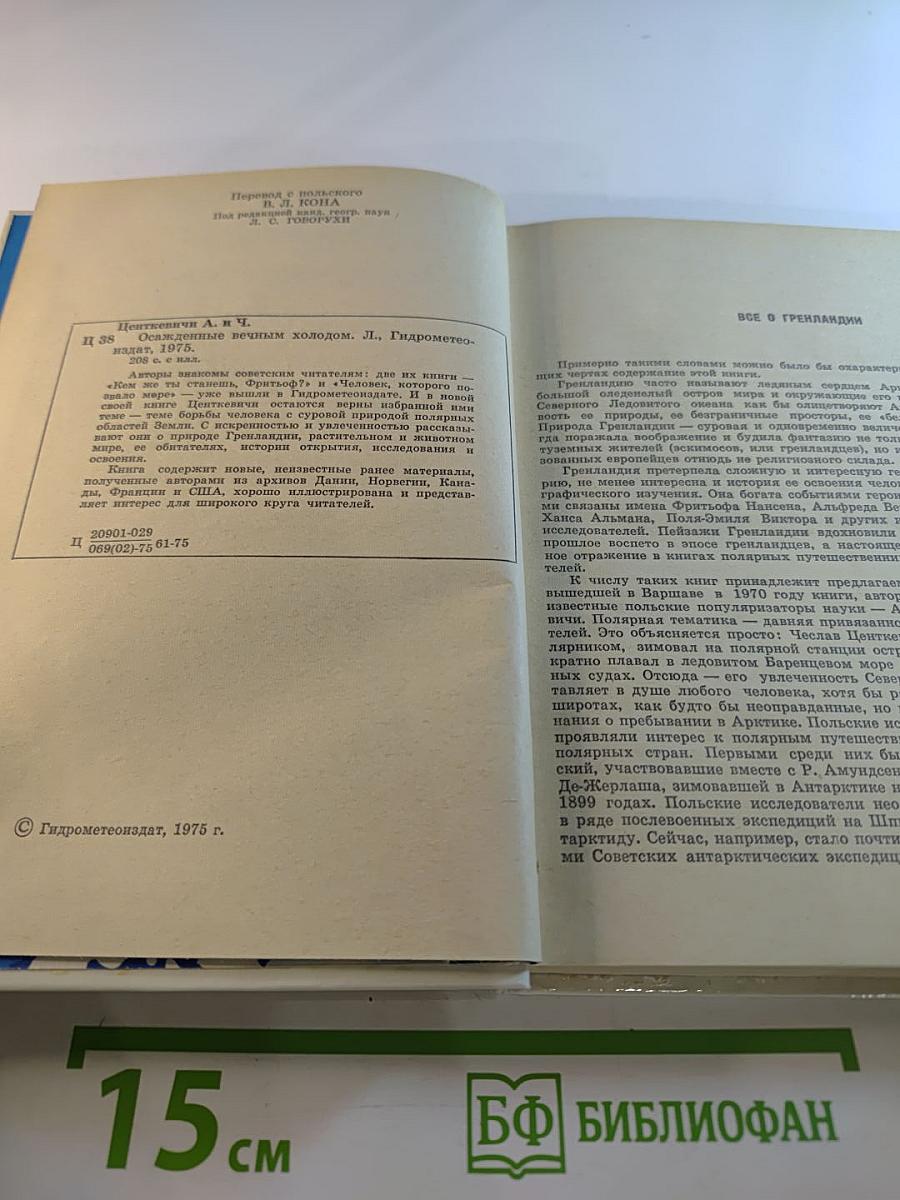 Перевод с польского
В. Л. КОНА
Под редакцией канд. геогр. наук
Л. С. ГОВОРУХИ
Центкевичи А. и Ч.
Ц 38 Осажденные вечным холодом. Л., Гидрометео-
издат, 1975.
208 с. с илл.
Авторы знакомы советским читателям: две их книги —
«Кем же ты станешь, Фритьоф?» и «Человек, которого по-
звало море» — уже вышли в Гидрометеоиздате. И в новой
своей книге Центкевичи остаются верны избранной ими
теме — теме борьбы человека с суровой природой полярных
областей Земли. С искренностью и увлеченностью рассказы-
вают они о природе Гренландии, растительном и животном
мире, ее обитателях, истории открытия, исследования и
освоения.
Книга содержит новые, неизвестные ранее материалы,
полученные авторами из архивов Дании, Норвегии, Кана-
ды, Франции и США, хорошо иллюстрирована и представ-
ляет интерес для широкого круга читателей.
Ц 20901-029
069(02)-75 61-75
© Гидрометеоиздат, 1975 г.
ВСЕ О ГРЕНЛАНДИИ
Примерно такими словами можно было бы охарактер
щих чертах содержание этой книги.
Гренландию часто называют ледяным сердцем Ар
большой оледенелый остров мира и окружающие его
Северного океана как бы олицетворяют А
вость ее природы, ее безграничные просторы, ее «бе
Природа Гренландии — суровая и одновременно велич
гда поражала воображение и будила фантазию не тол
туземных жителей (эскимосов, или гренландцев), но и
зованных европейцев отнюдь не религиозного склада.
Гренландия претерпела сложную и интересную ге
рию, не менее интересна и история ее освоения чело
графического изучения. Она богата событиями герои
ми связаны имена Фритьофа Нансена, Альфреда Ве
Ханса Альмана, Поля-Эмиля Виктора и других и
исследователей. Пейзажи Гренландии вдохновили
прошлое воспето в эпосе гренландцев, а настояще
ное отражение в книгах полярных путешественни
телей.
К числу таких книг принадлежит предлагаем
вышедшей в Варшаве в 1970 году книги, автор
известные польские популяризаторы науки — А
вичи. Полярная тематика — давняя привязанно
телей. Это объясняется просто: Чеслав Центке
лярником, зимовал на полярной станции остр
кратно плавал в ледовитом Баренцевом море
ных судах. Отсюда — его увлеченность Севе
тавляет в душе любого человека, хотя бы р
широтах, как будто бы неоправданные, но
нания о пребывании в Арктике. Польские ис
проявляли интерес к полярным путешеств
полярных стран. Первыми среди них бы
ский, участвовавшие вместе с Р. Амундсен
Де-Жерлаша, зимовавшей в Антарктике н
1899 годах. Польские исследователи нео
в ряде послевоенных экспедиций на Шп
тарктиду. Сейчас, например, стало почти
ми Советских антарктических экспедиц
15 см
БФ БИБЛИОФАН